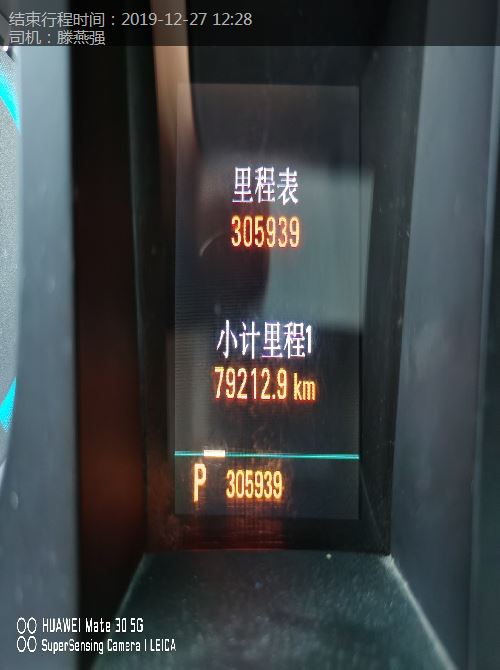 结束行程时间：2019-12-27 12:28
司机：滕燕强
里程表
305939
小计里程1
79212.9 km
P 305939
HUAWEI Mate 30 5G
SuperSensing Camera | LEICA